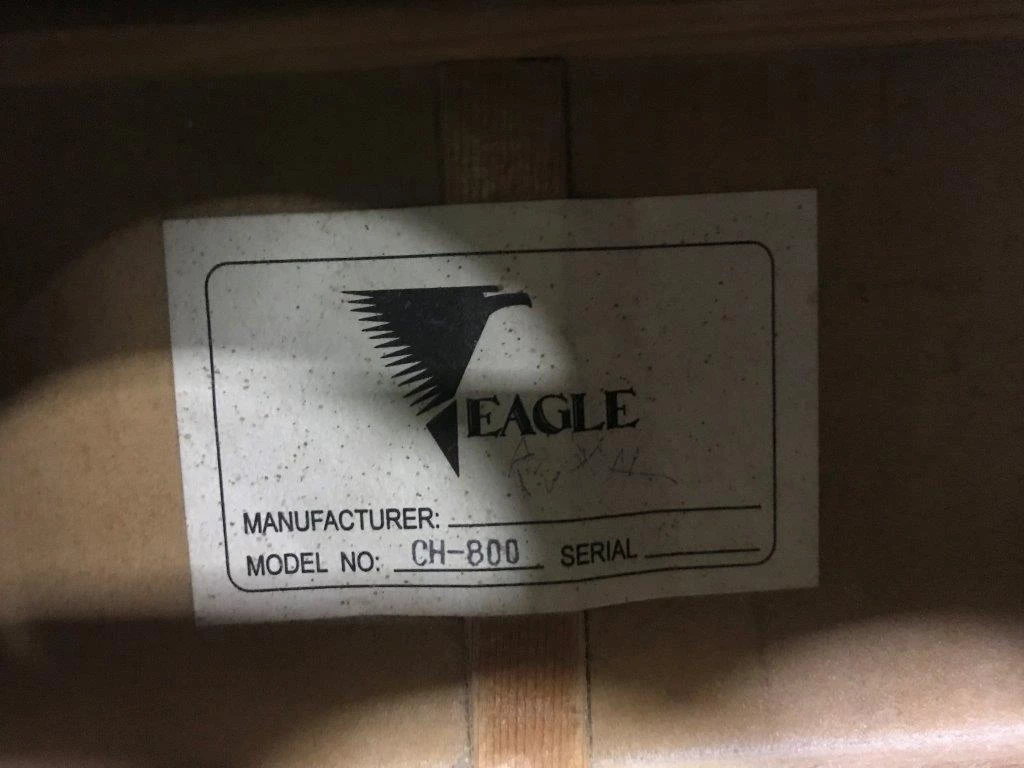 EAGLE
MANUFACTURER:
MODEL NO: CH-800 SERIAL